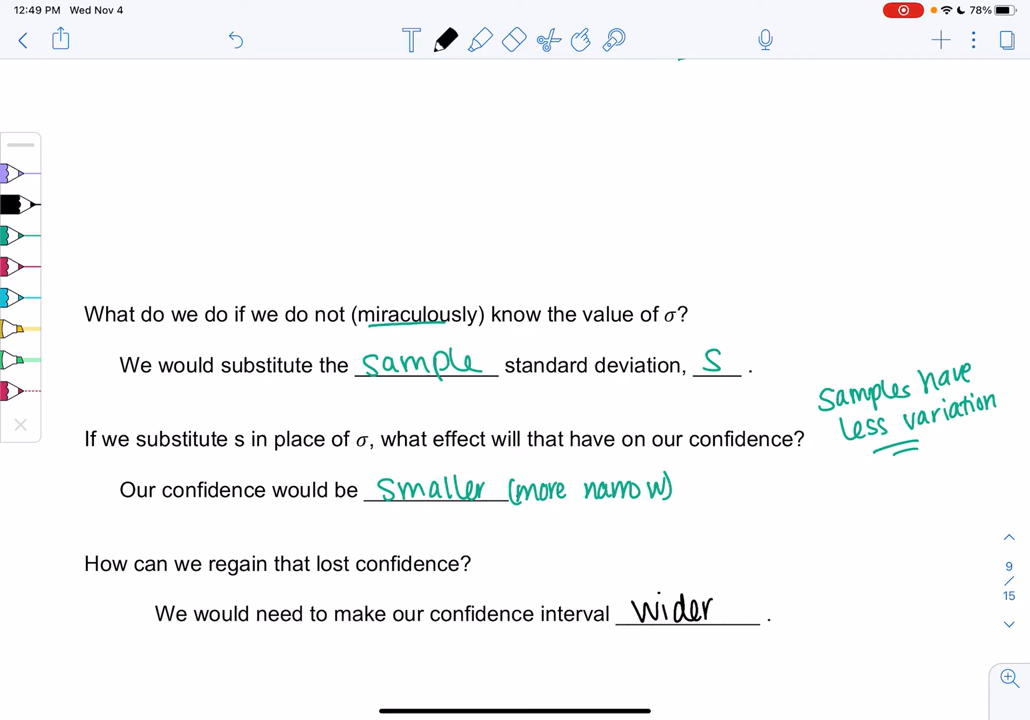 12:49 PM Wed Nov 4
78%
T
What do we do if we do not (miraculously) know the value of σ?
We would substitute the sample standard deviation, s .
Samples have
less variation
If we substitute s in place of σ, what effect will that have on our confidence?
Our confidence would be smaller (more narrow)
How can we regain that lost confidence?
We would need to make our confidence interval wider .
9
/
15